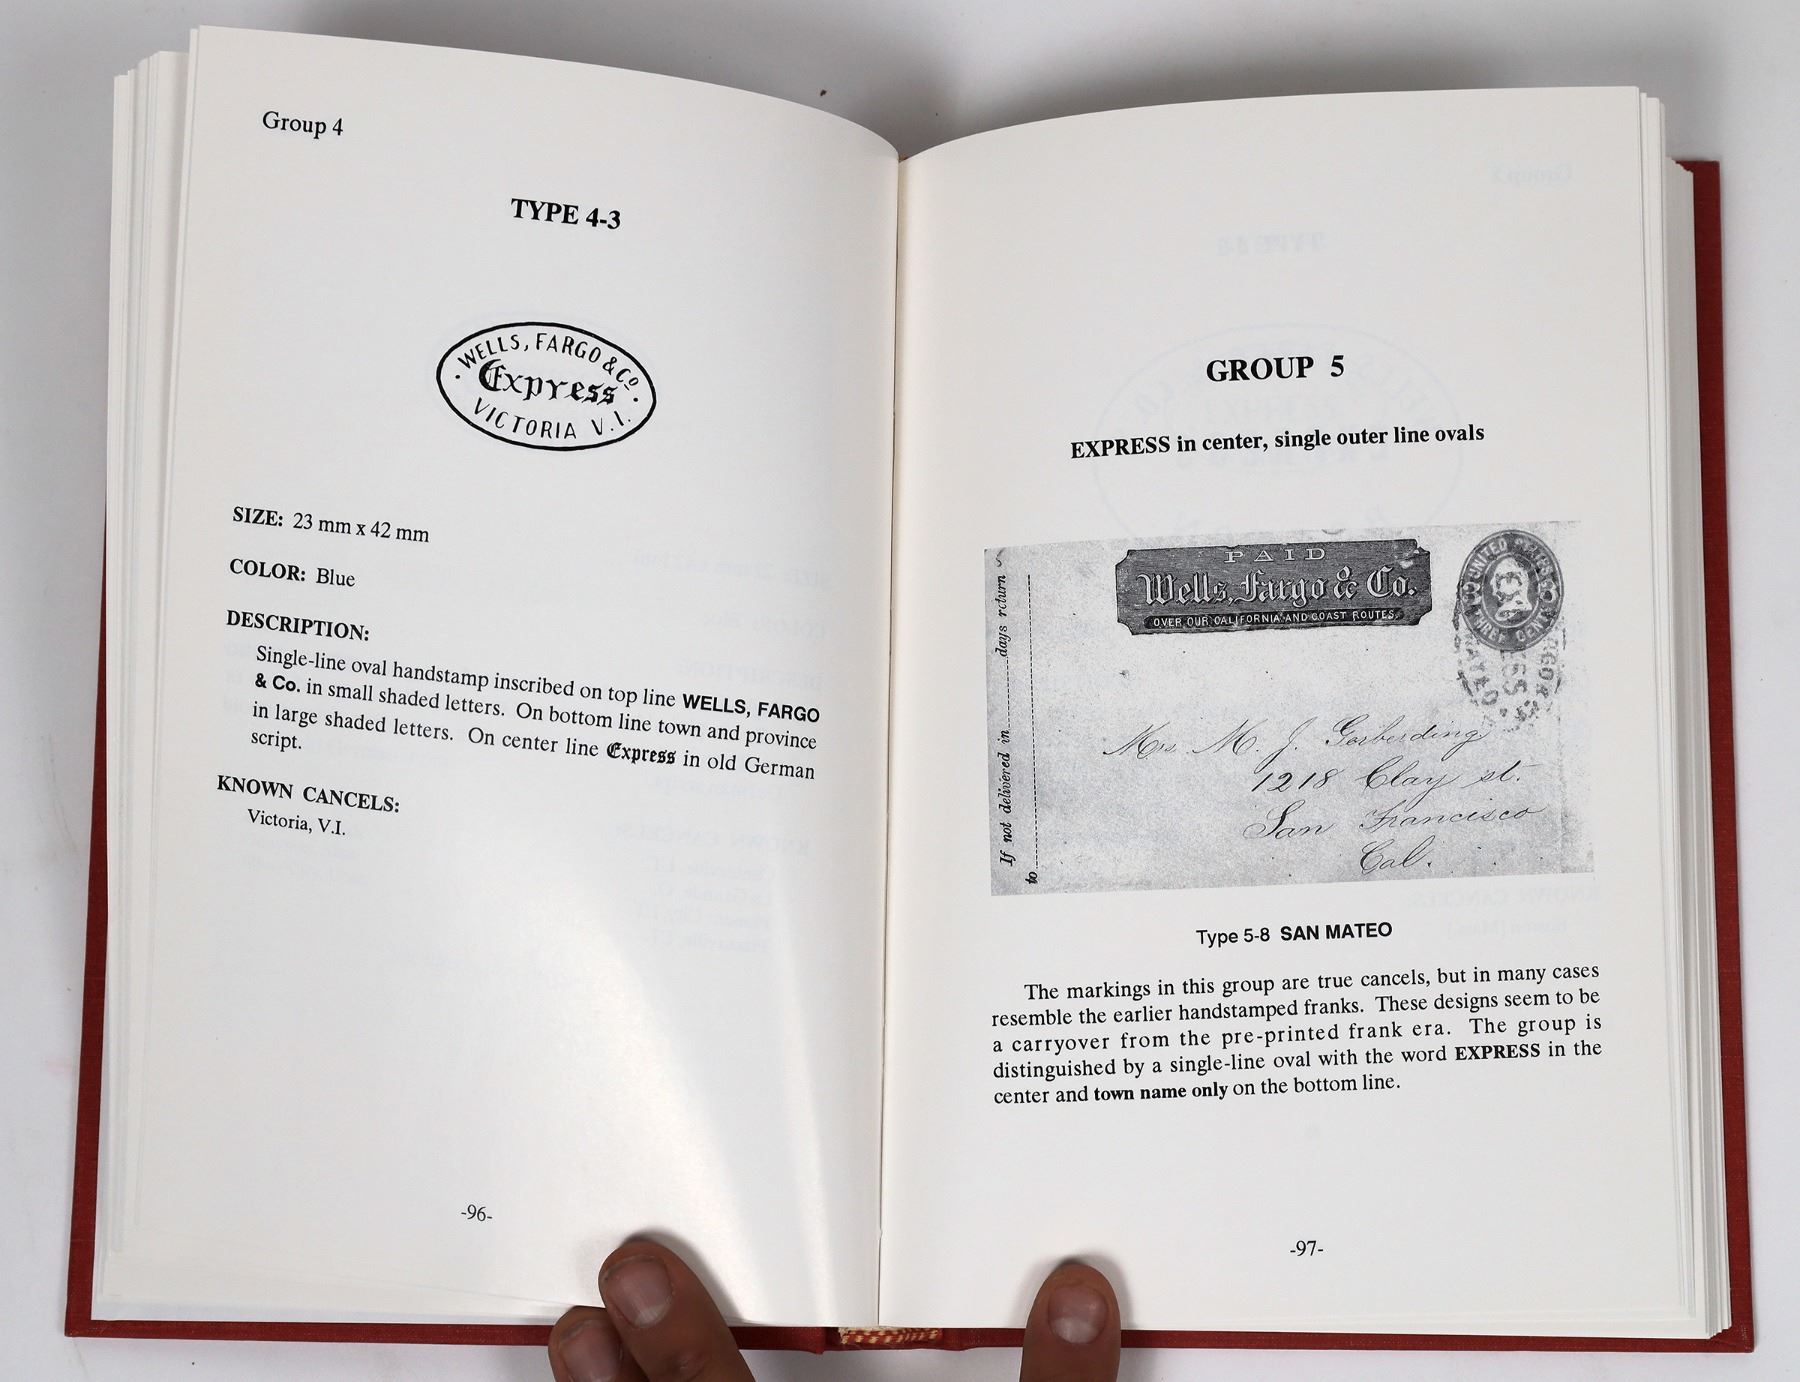 Group 4
TYPE 4-3
WELLS, FARGO & Co.
Express
VICTORIA V.I.
SIZE: 23 mm x 42 mm
COLOR: Blue
DESCRIPTION:
Single-line oval handstamp inscribed on top line WELLS, FARGO
& Co. in small shaded letters. On bottom line town and province
in large shaded letters. On center line Express in old German
script.
KNOWN CANCELS:
Victoria, V.I.
-96-
GROUP 5
EXPRESS in center, single outer line ovals
If not delivered in days return
to
PAID
Wells, Fargo & Co.
OVER OUR CALIFORNIA AND COAST ROUTES.
UNITED
Mrs. M. J. Gorberding
1218 Clay st.
San Francisco
Cal.
Type 5-8 SAN MATEO
The markings in this group are true cancels, but in many cases
resemble the earlier handstamped franks. These designs seem to be
a carryover from the pre-printed frank era. The group is
distinguished by a single-line oval with the word EXPRESS in the
center and town name only on the bottom line.
-97-